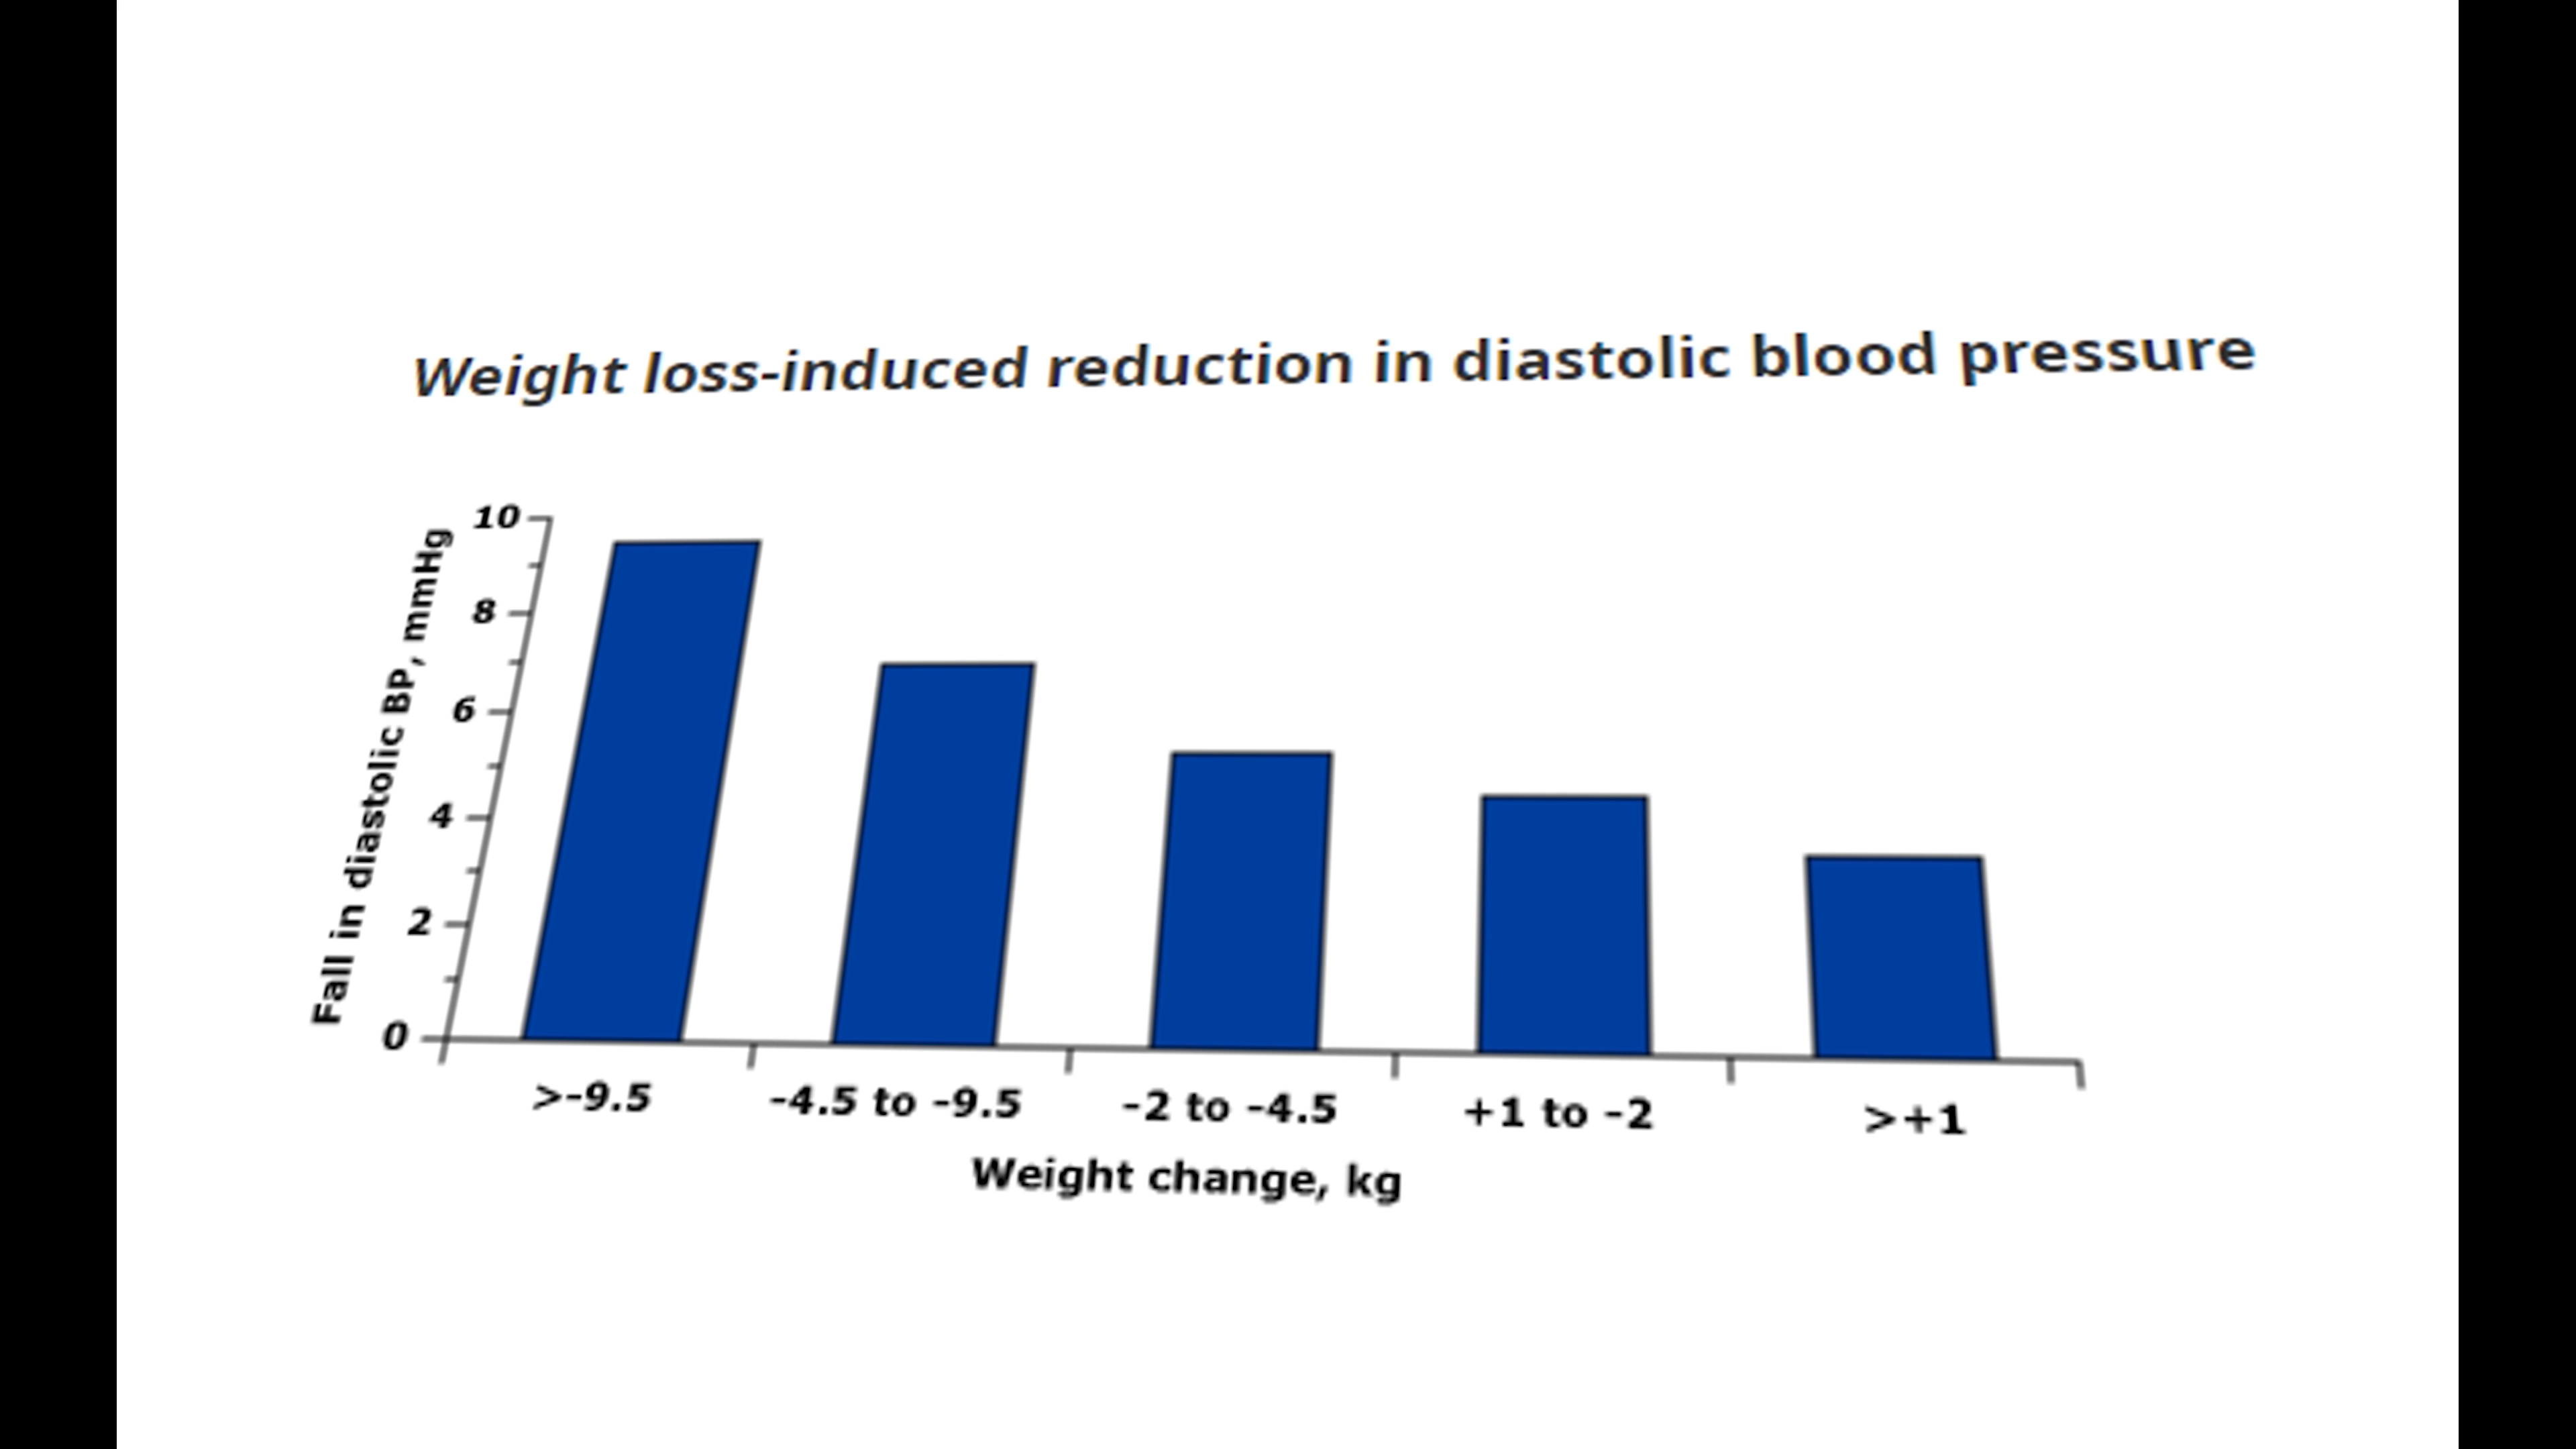 Weight loss-induced reduction in diastolic blood pressure
Fall in diastolic BP, mmHg
10
8
6
4
2
0
>-9.5
-4.5 to -9.5
-2 to -4.5
+1 to -2
>+1
Weight change, kg